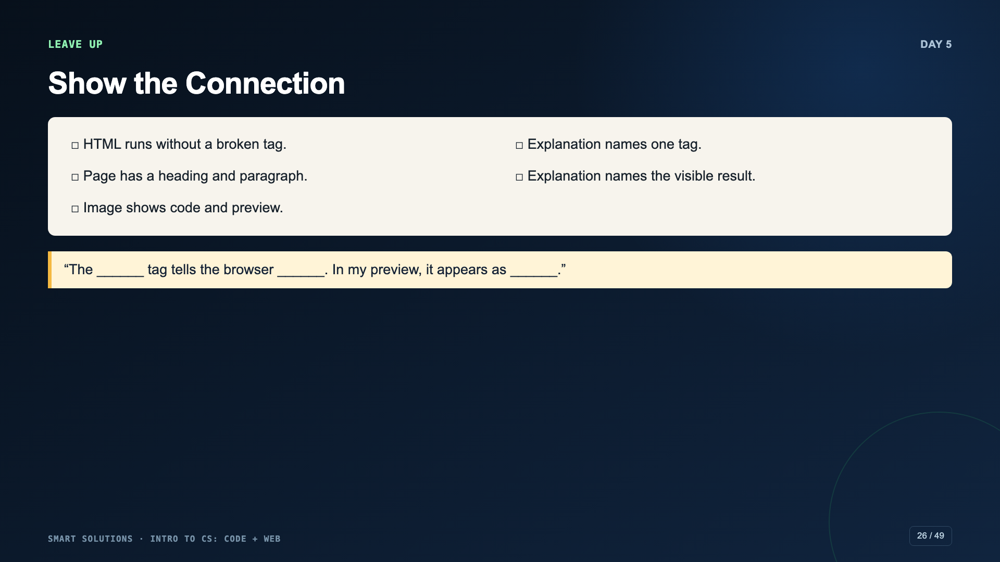 LEAVE UP
DAY 5
Show the Connection
□ HTML runs without a broken tag.
□ Page has a heading and paragraph.
□ Image shows code and preview.
□ Explanation names one tag.
□ Explanation names the visible result.
“The ______ tag tells the browser ______. In my preview, it appears as ______.”
SMART SOLUTIONS · INTRO TO CS: CODE + WEB
26 / 49